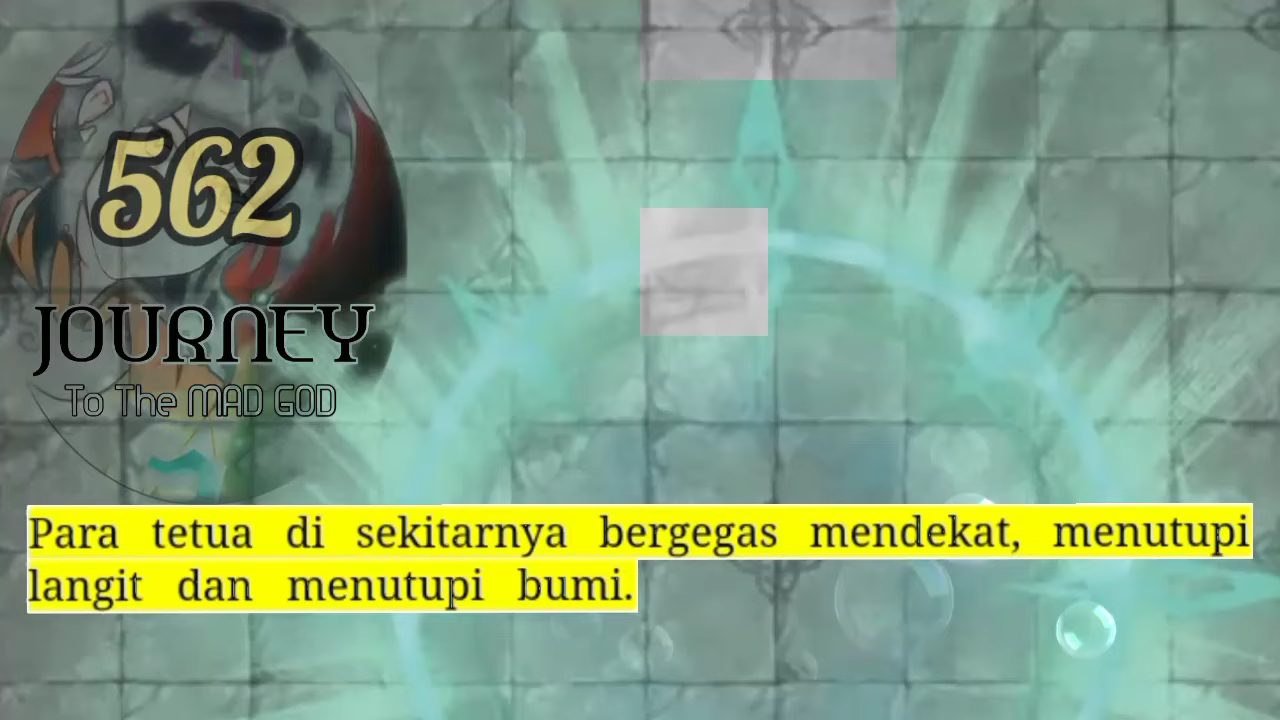 562
JOURNEY
To The MAD GOD
Para tetua di sekitarnya bergegas mendekat, menutupi
langit dan menutupi bumi.